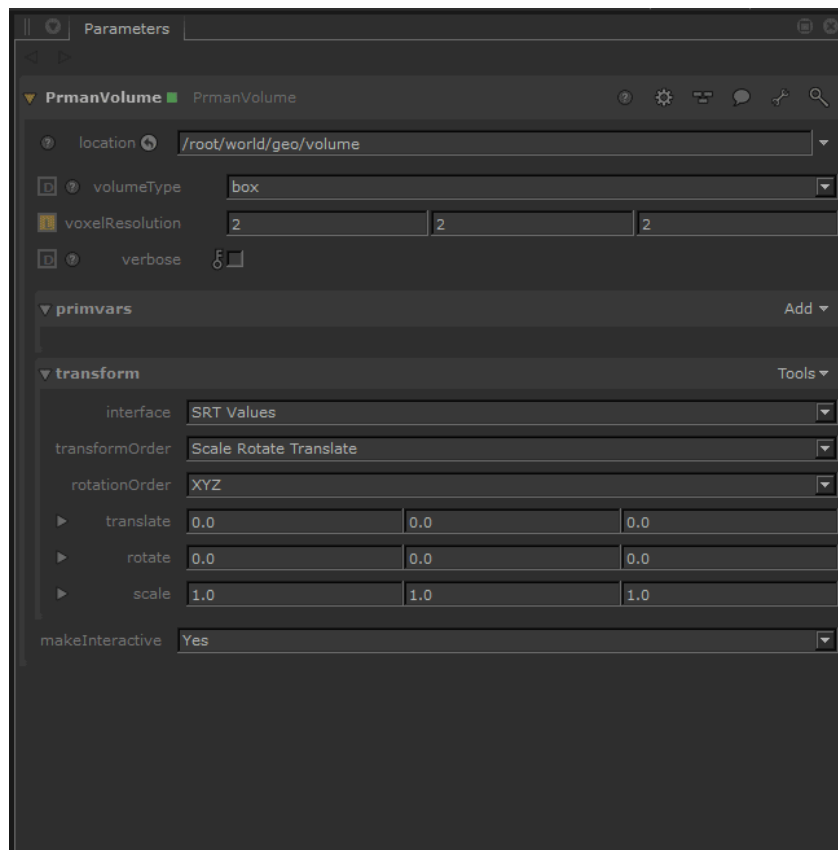 Parameters
PrmanVolume PrmanVolume
location /root/world/geo/volume
D volumeType box
L voxelResolution 2 2 2
D verbose
primvars Add
transform Tools
interface SRT Values
transformOrder Scale Rotate Translate
rotationOrder XYZ
translate 0.0 0.0 0.0
rotate 0.0 0.0 0.0
scale 1.0 1.0 1.0
makeInteractive Yes